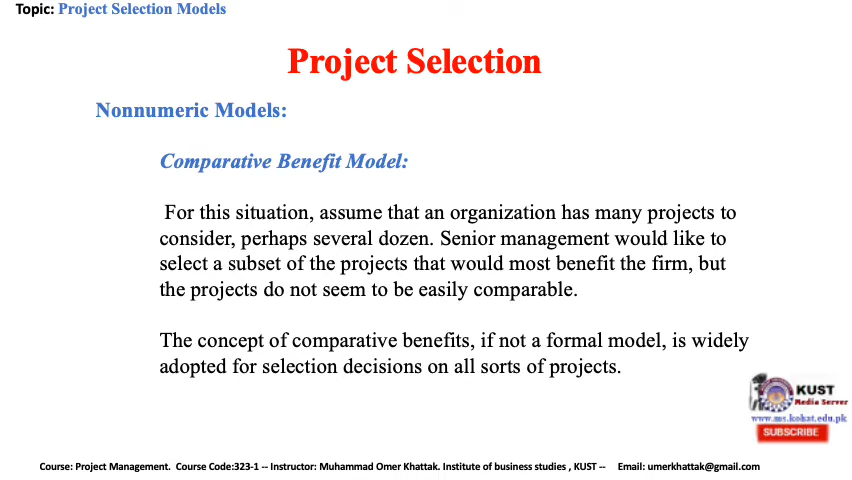 Topic: Project Selection Models
Project Selection
Nonnumeric Models:
Comparative Benefit Model:
For this situation, assume that an organization has many projects to
consider, perhaps several dozen. Senior management would like to
select a subset of the projects that would most benefit the firm, but
the projects do not seem to be easily comparable.
The concept of comparative benefits, if not a formal model, is widely
adopted for selection decisions on all sorts of projects.
KUST
Media Server
www.ms.kohat.edu.pk
SUBSCRIBE
Course: Project Management. Course Code:323-1 -- Instructor: Muhammad Omer Khattak. Institute of business studies , KUST -- Email: umerkhattak@gmail.com